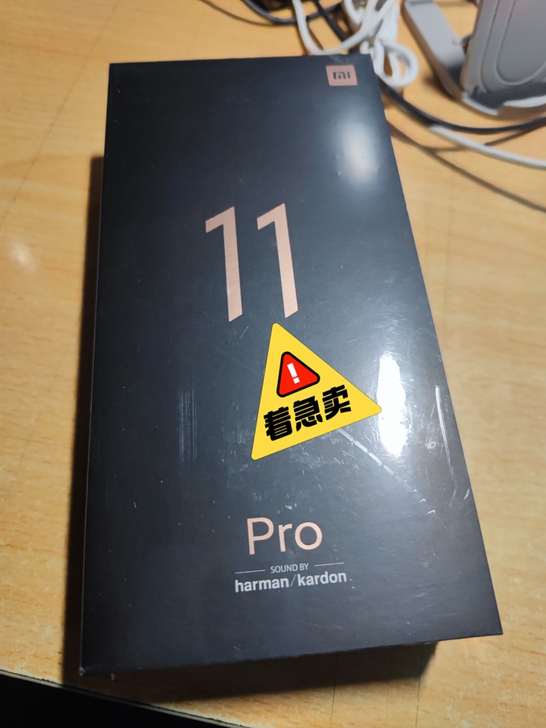 mi
11
!
着急卖
Pro
SOUND BY
harman/kardon